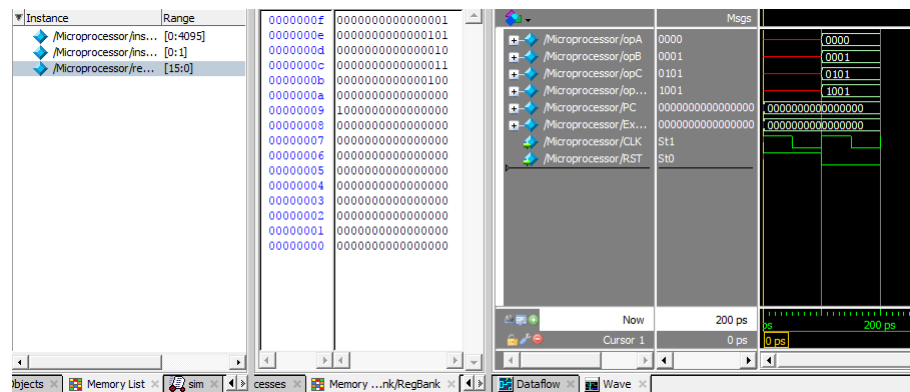 Instance Range
/Microprocessor/ins... [0:4095]
/Microprocessor/ins... [0:1]
/Microprocessor/re... [15:0]
0000000f 0000000000000001
0000000e 0000000000000101
0000000d 0000000000000010
0000000c 0000000000000011
0000000b 0000000000000100
0000000a 0000000000000000
00000009 1000000000000000
00000008 0000000000000000
00000007 0000000000000000
00000006 0000000000000000
00000005 0000000000000000
00000004 0000000000000000
00000003 0000000000000000
00000002 0000000000000000
00000001 0000000000000000
00000000 0000000000000000
Msgs
/Microprocessor/opA 0000 0000
/Microprocessor/opB 0001 0001
/Microprocessor/opC 0101 0101
/Microprocessor/op... 1001 1001
/Microprocessor/PC 0000000000000000 0000000000000000
/Microprocessor/Ex... 0000000000000000 0000000000000000
/Microprocessor/CLK St1
/Microprocessor/RST St0
Now 200 ps ps 200 ps
Cursor 1 0 ps 0 ps
bjects Memory List sim cesses Memory ...nk/RegBank Dataflow Wave